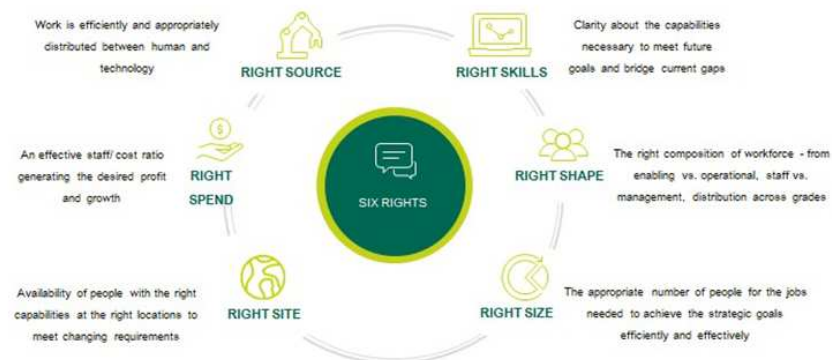 Work is efficiently and appropriately
distributed between human and
technology
RIGHT SOURCE
RIGHT SKILLS
Clarity about the capabilities
necessary to meet future
goals and bridge current gaps
An effective staff/ cost ratio
generating the desired profit
and growth
RIGHT
SPEND
SIX RIGHTS
RIGHT SHAPE
The right composition of workforce - from
enabling vs. operational, staff vs.
management, distribution across grades
Availability of people with the right
capabilities at the right locations to
meet changing requirements
RIGHT SITE
RIGHT SIZE
The appropriate number of people for the jobs
needed to achieve the strategic goals
efficiently and effectively